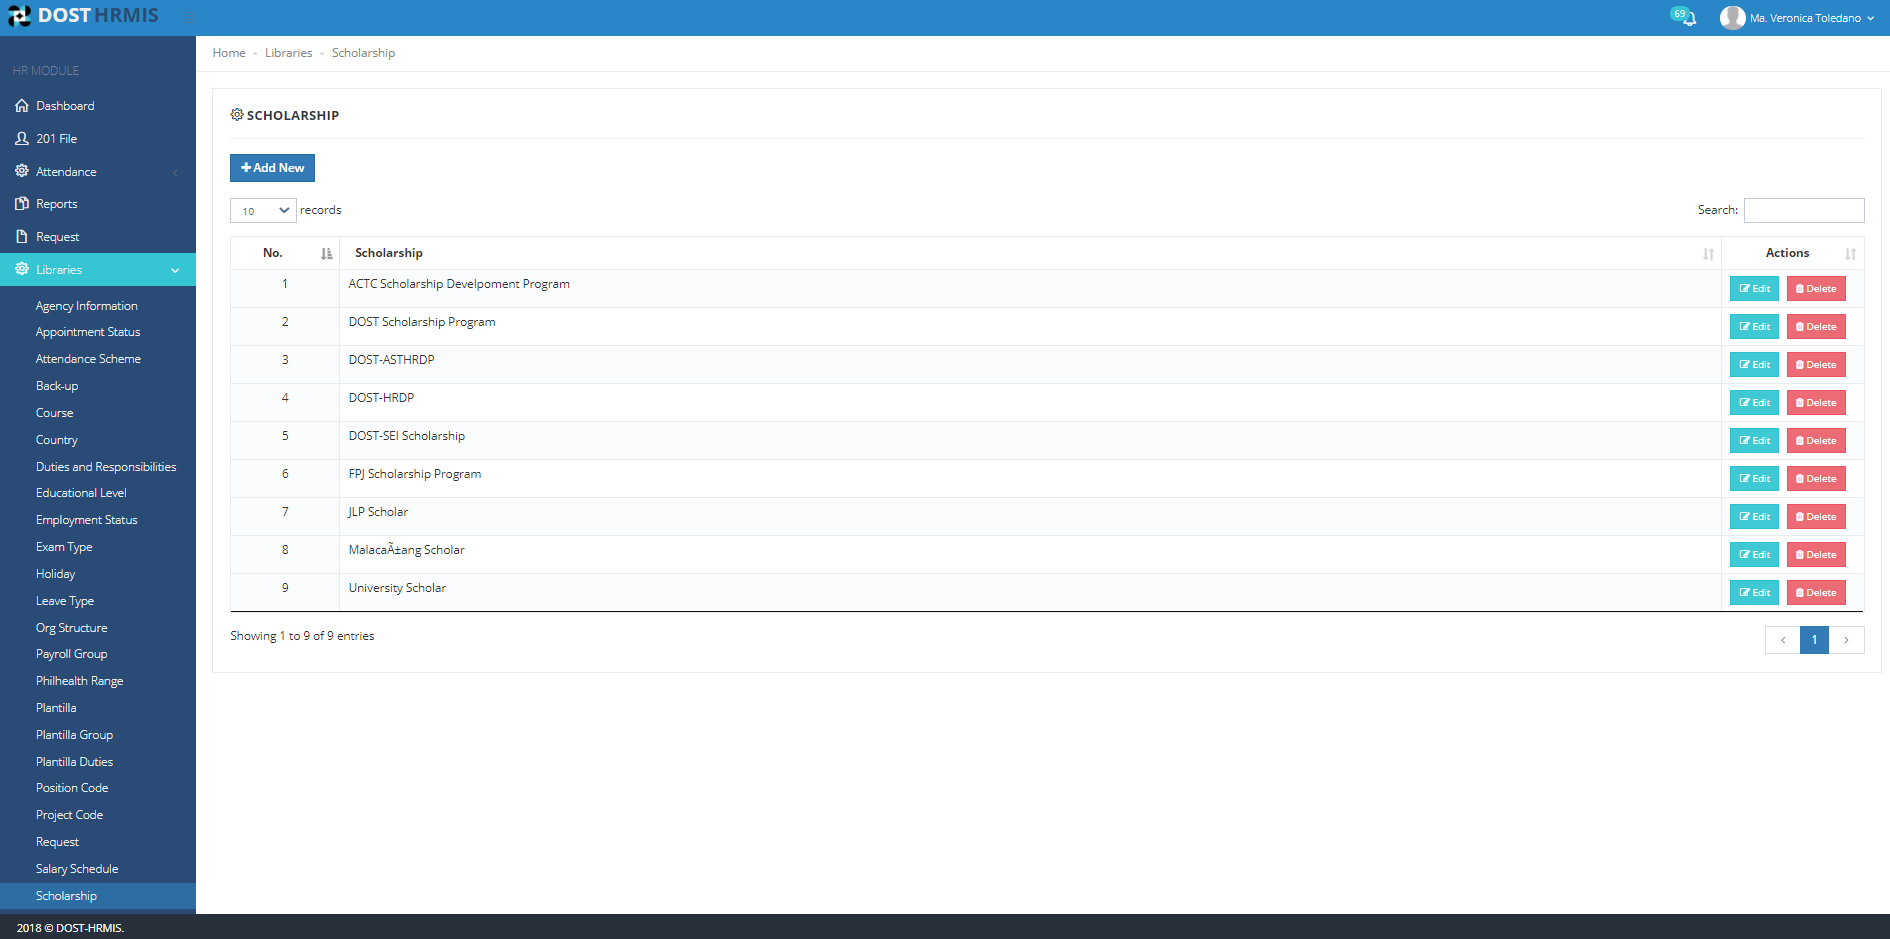 DOST HRMIS
69
Ma. Veronica Toledano
HR MODULE
Dashboard
201 File
Attendance
Reports
Request
Libraries
Agency Information
Appointment Status
Attendance Scheme
Back-up
Course
Country
Duties and Responsibilities
Educational Level
Employment Status
Exam Type
Holiday
Leave Type
Org Structure
Payroll Group
Philhealth Range
Plantilla
Plantilla Group
Plantilla Duties
Position Code
Project Code
Request
Salary Schedule
Scholarship
Home Libraries Scholarship
SCHOLARSHIP
Add New
10 records
Search:
No. Scholarship Actions
1 ACTC Scholarship Develpoment Program Edit Delete
2 DOST Scholarship Program Edit Delete
3 DOST-ASTHRDP Edit Delete
4 DOST-HRDP Edit Delete
5 DOST-SEI Scholarship Edit Delete
6 FPJ Scholarship Program Edit Delete
7 JLP Scholar Edit Delete
8 MalacaÃ±ang Scholar Edit Delete
9 University Scholar Edit Delete
Showing 1 to 9 of 9 entries
< 1 >
2018 © DOST-HRMIS.